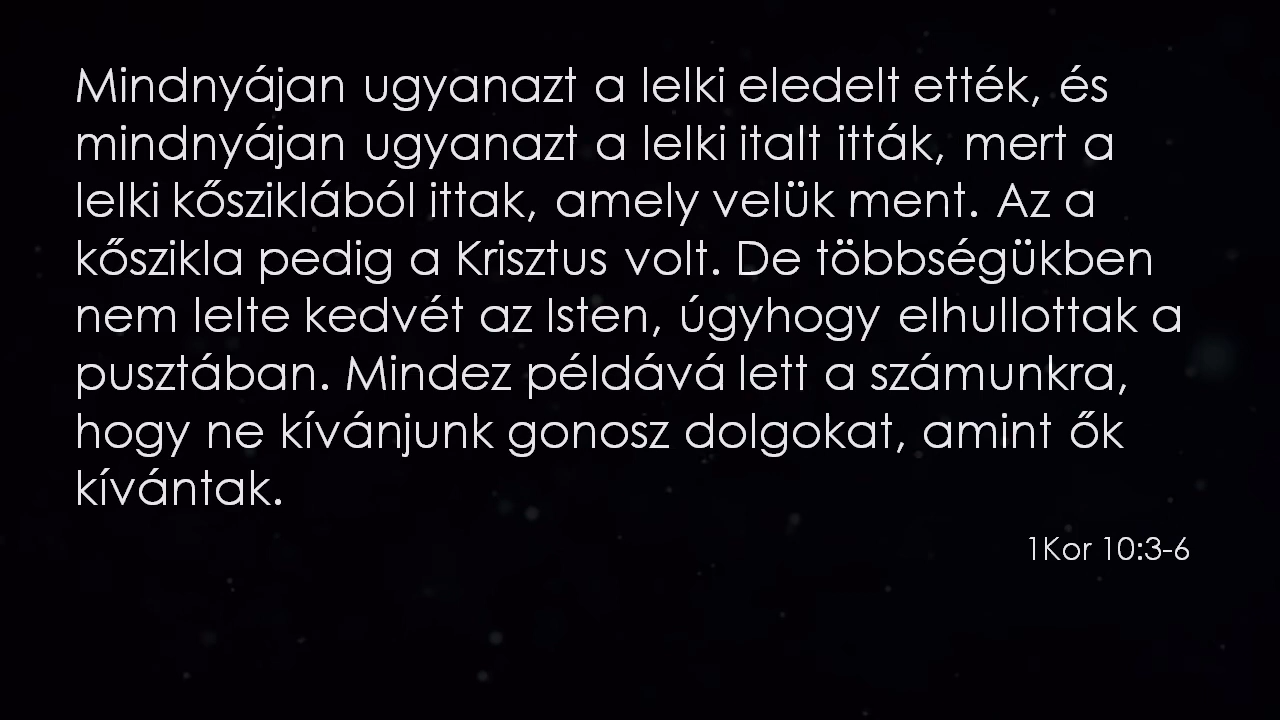 Mindnyájan ugyanazt a lelki eledelt ették, és
mindnyájan ugyanazt a lelki italt itták, mert a
lelki kősziklából ittak, amely velük ment. Az a
kőszikla pedig a Krisztus volt. De többségükben
nem lelte kedvét az Isten, úgyhogy elhullottak a
pusztában. Mindez példává lett a számunkra,
hogy ne kívánjunk gonosz dolgokat, amint ők
kívántak.
1Kor 10:3-6